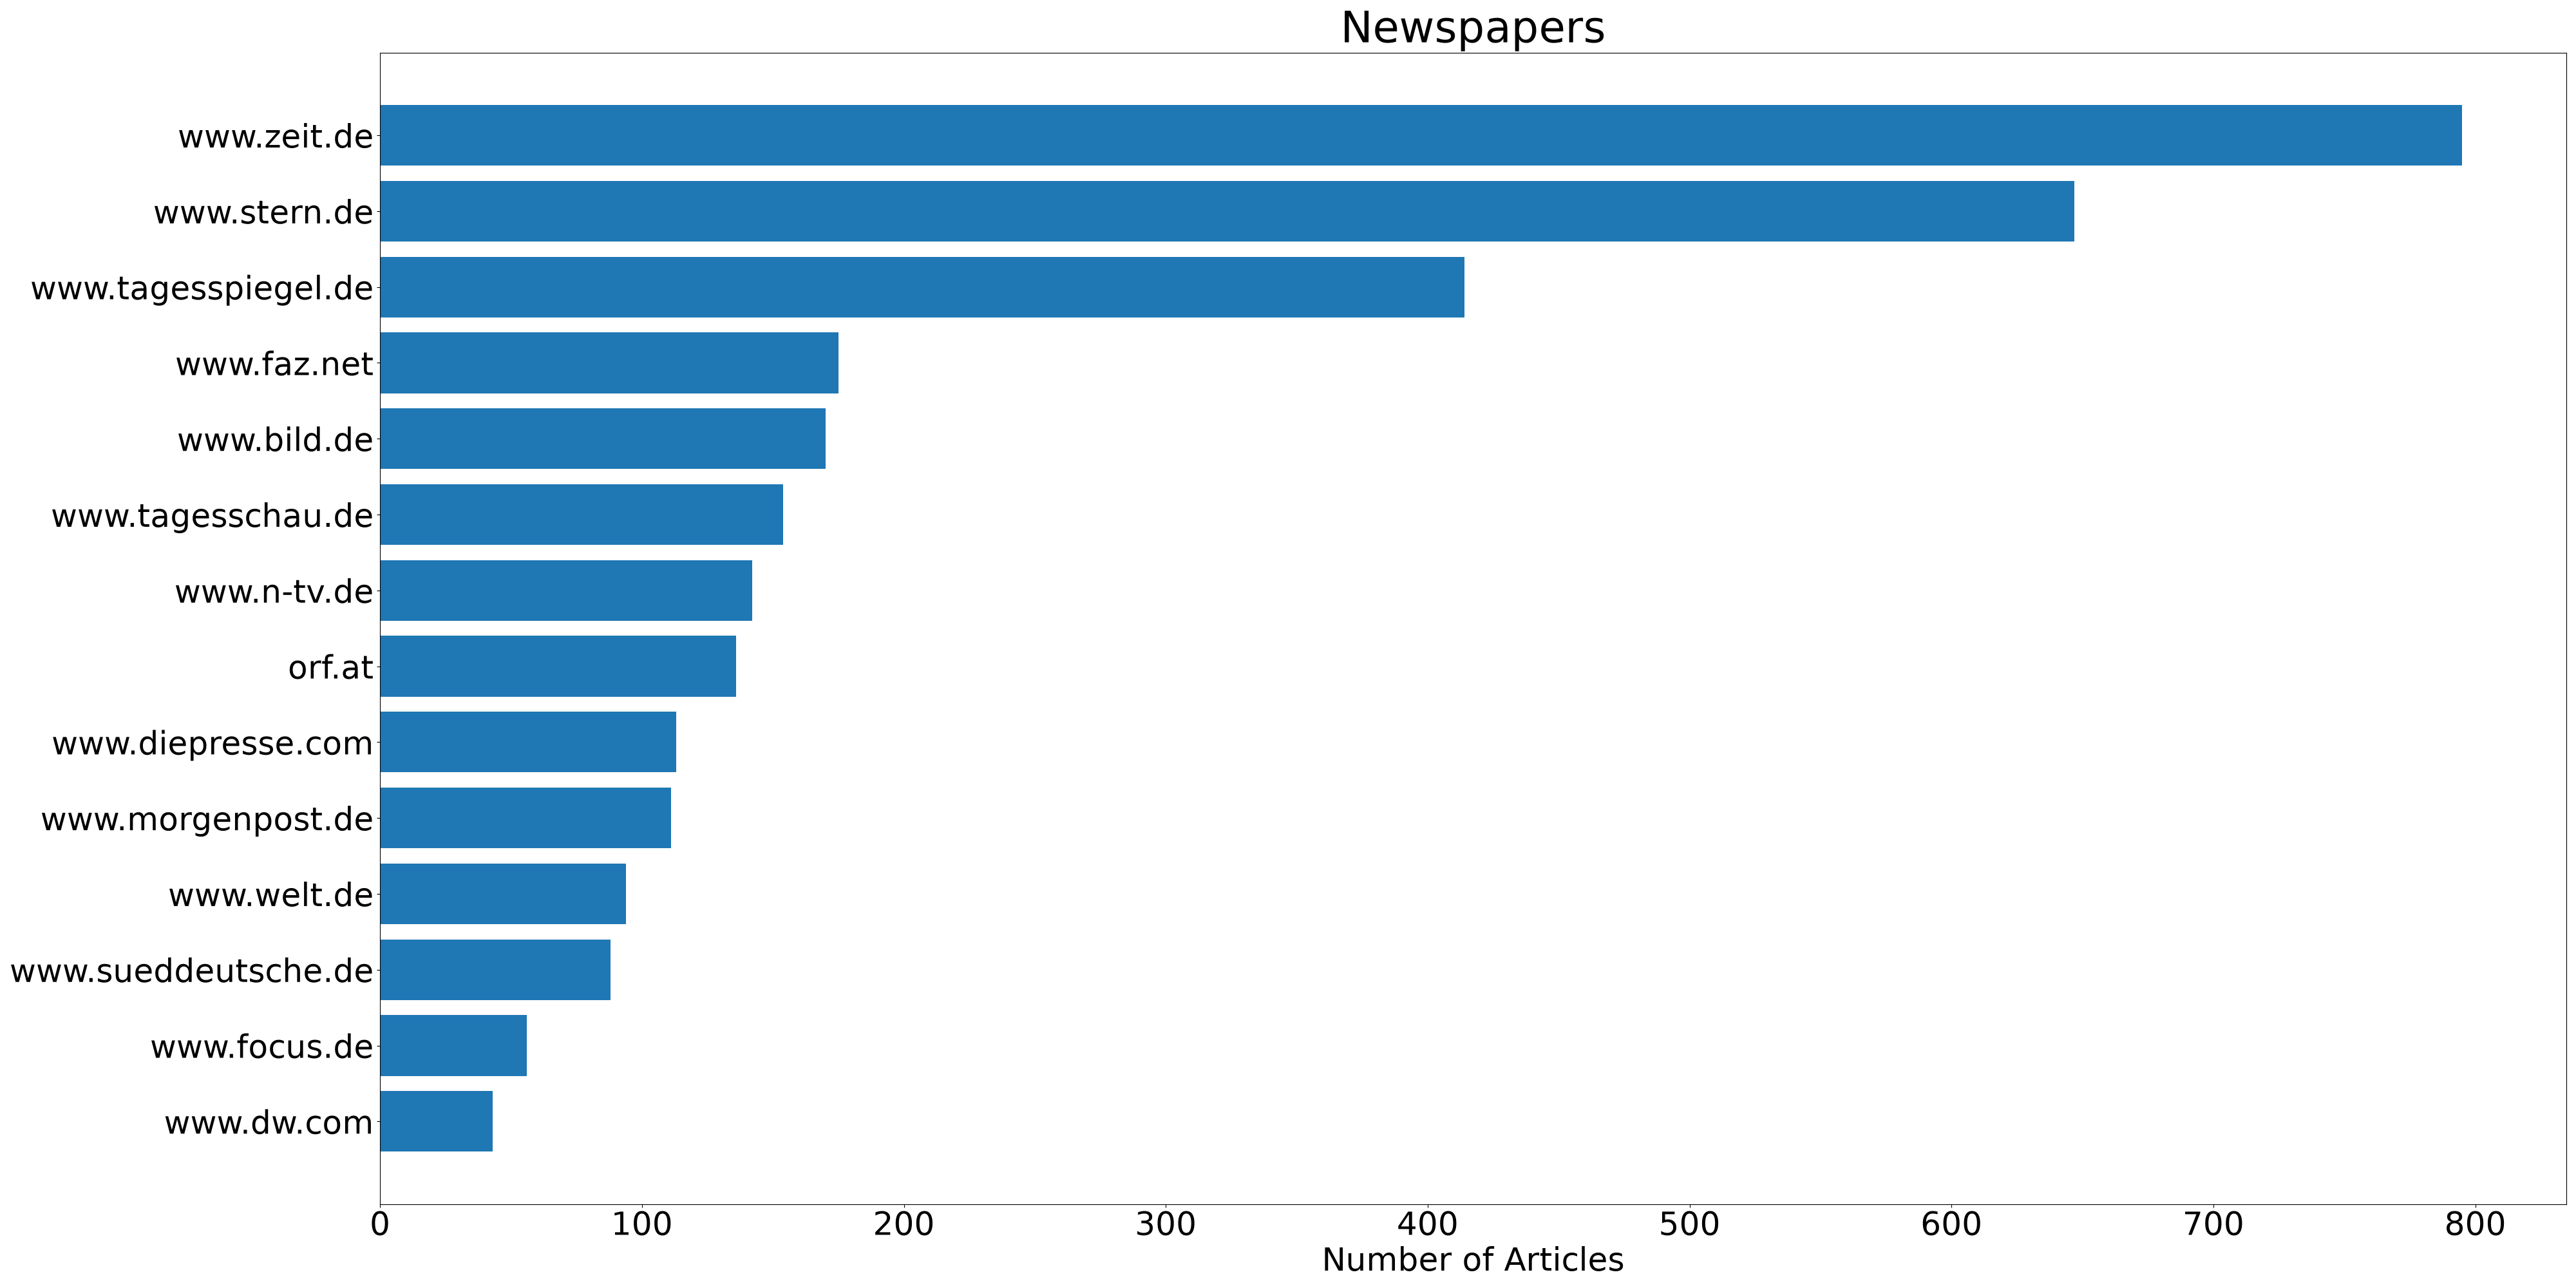 Newspapers
www.zeit.de
www.stern.de
www.tagesspiegel.de
www.faz.net
www.bild.de
www.tagesschau.de
www.n-tv.de
orf.at
www.diepresse.com
www.morgenpost.de
www.welt.de
www.sueddeutsche.de
www.focus.de
www.dw.com
0 100 200 300 400 500 600 700 800
Number of Articles